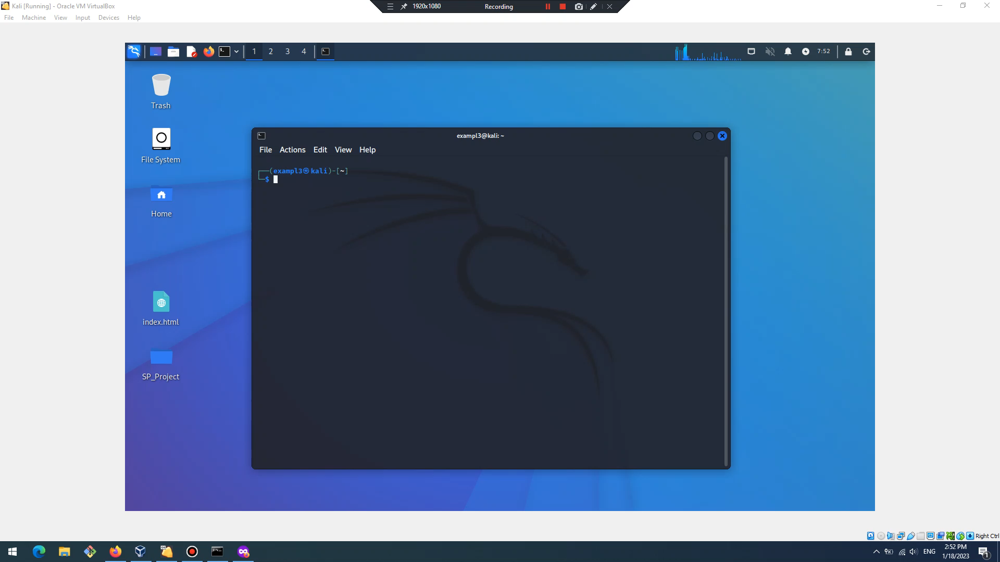 Kali [Running] - Oracle VM VirtualBox
1920x1080
Recording
File Machine View Input Devices Help
1 2 3 4
7:52
Trash
File System
Home
index.html
SP_Project
exampl3@kali: ~
File Actions Edit View Help
┌──(exampl3㉿kali)-[~]
└─$
Right Ctrl
ENG
2:52 PM
1/18/2023
1